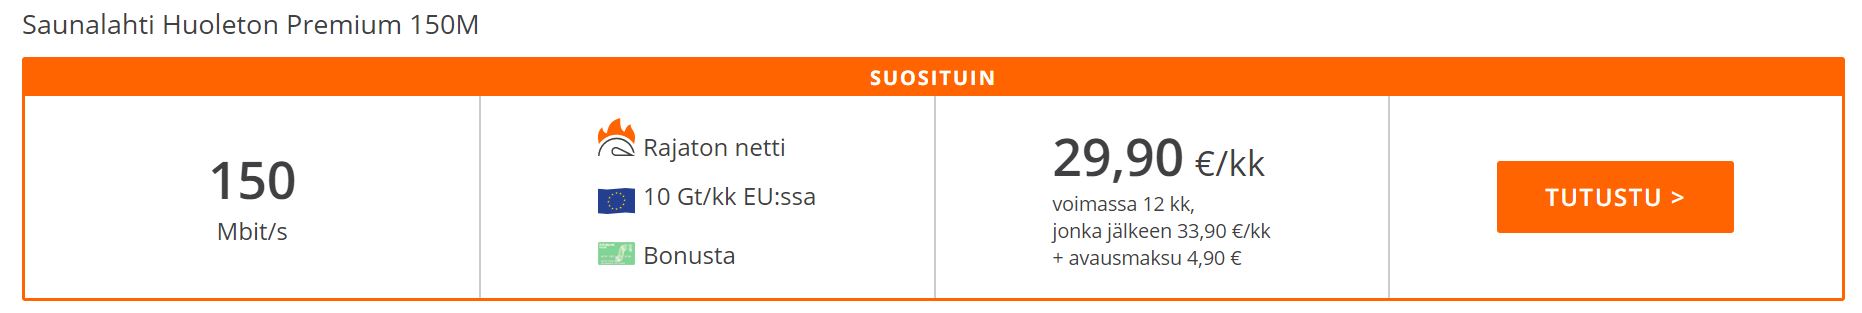 Saunalahti Huoleton Premium 150M
SUOSITUIN
150
Mbit/s
Rajaton netti
10 Gt/kk EU:ssa
Bonusta
29,90 €/kk
voimassa 12 kk,
jonka jälkeen 33,90 €/kk
+ avausmaksu 4,90 €
TUTUSTU >